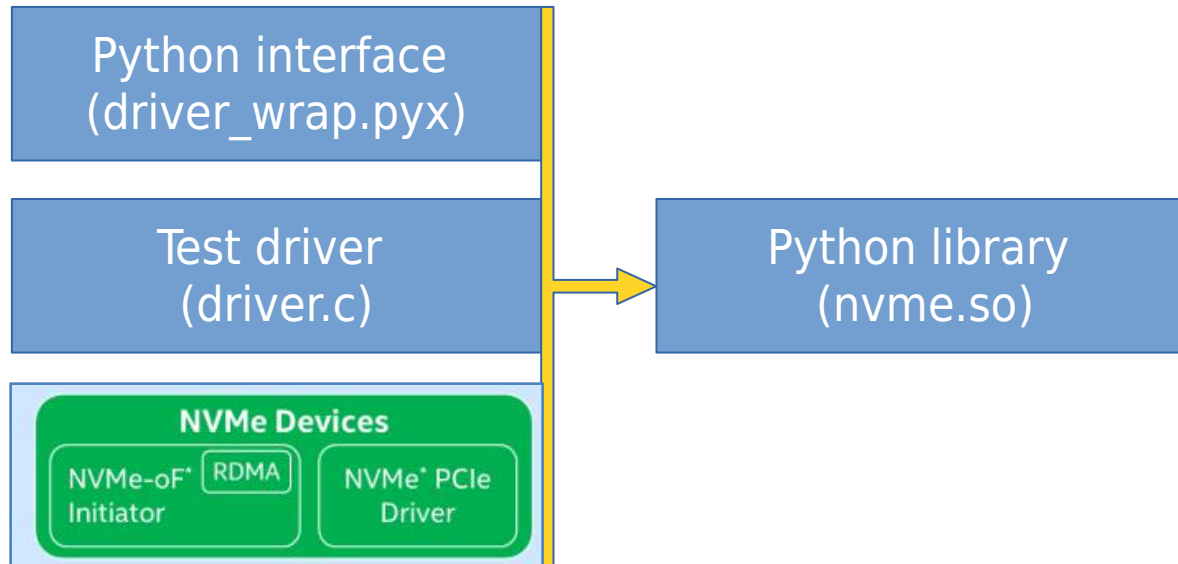 Python interface
(driver_wrap.pyx)
Test driver
(driver.c)
Python library
(nvme.so)
NVMe Devices
NVMe-oF* RDMA
Initiator
NVMe* PCIe
Driver